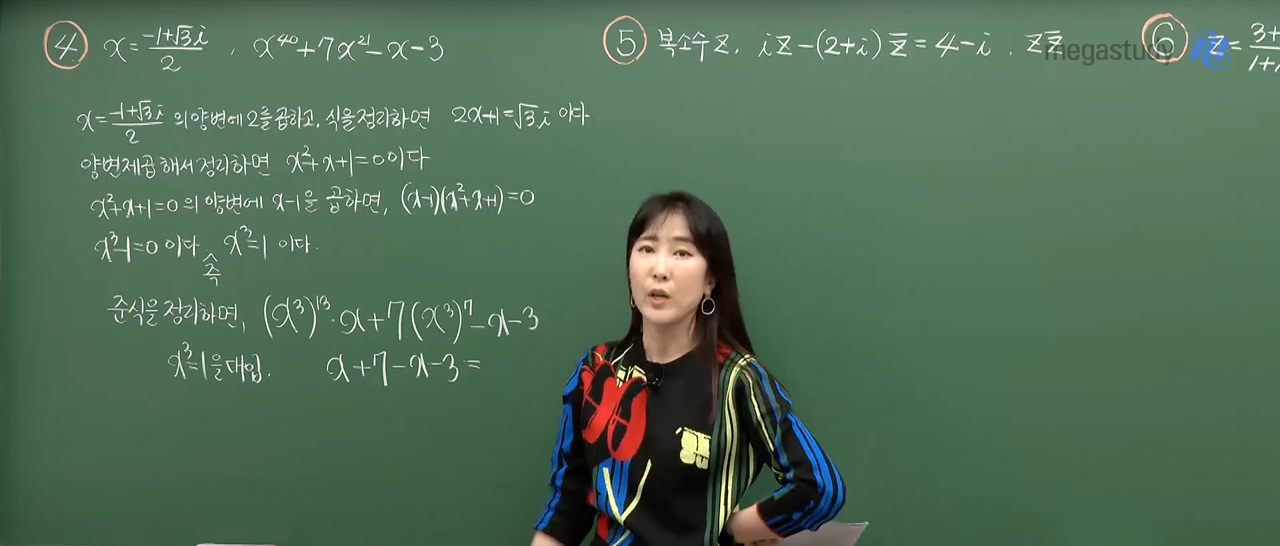 ④ x = (-1+√3i)/2 , x⁴⁰+7x²¹-x-3
x = (-1+√3i)/2 의 양변에 2를 곱하고, 식을 정리하면 2x+1=√3i 이다
양변제곱해서 정리하면 x²+x+1=0 이다
x²+x+1=0 의 양변에 x-1을 곱하면, (x-1)(x²+x+1)=0
x³-1=0 이다 즉 x³=1 이다.
준식을 정리하면, (x³)¹³·x+7(x³)⁷-x-3
x³=1을 대입. x+7-x-3=
⑤ 복소수 z, iz-(2+i)z̄=4-i , zz̄
⑥ z = 3+
1+
megastudy